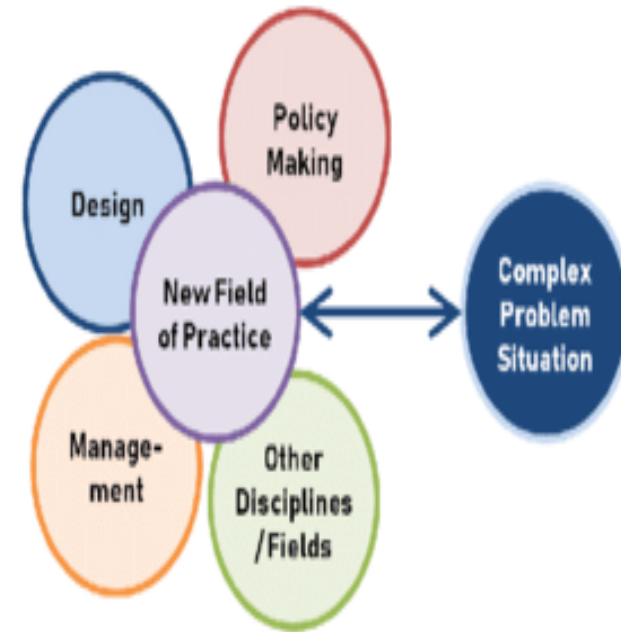 Policy
Making
Design
New Field
of Practice
Complex
Problem
Situation
Manage-
ment
Other
Disciplines
/Fields